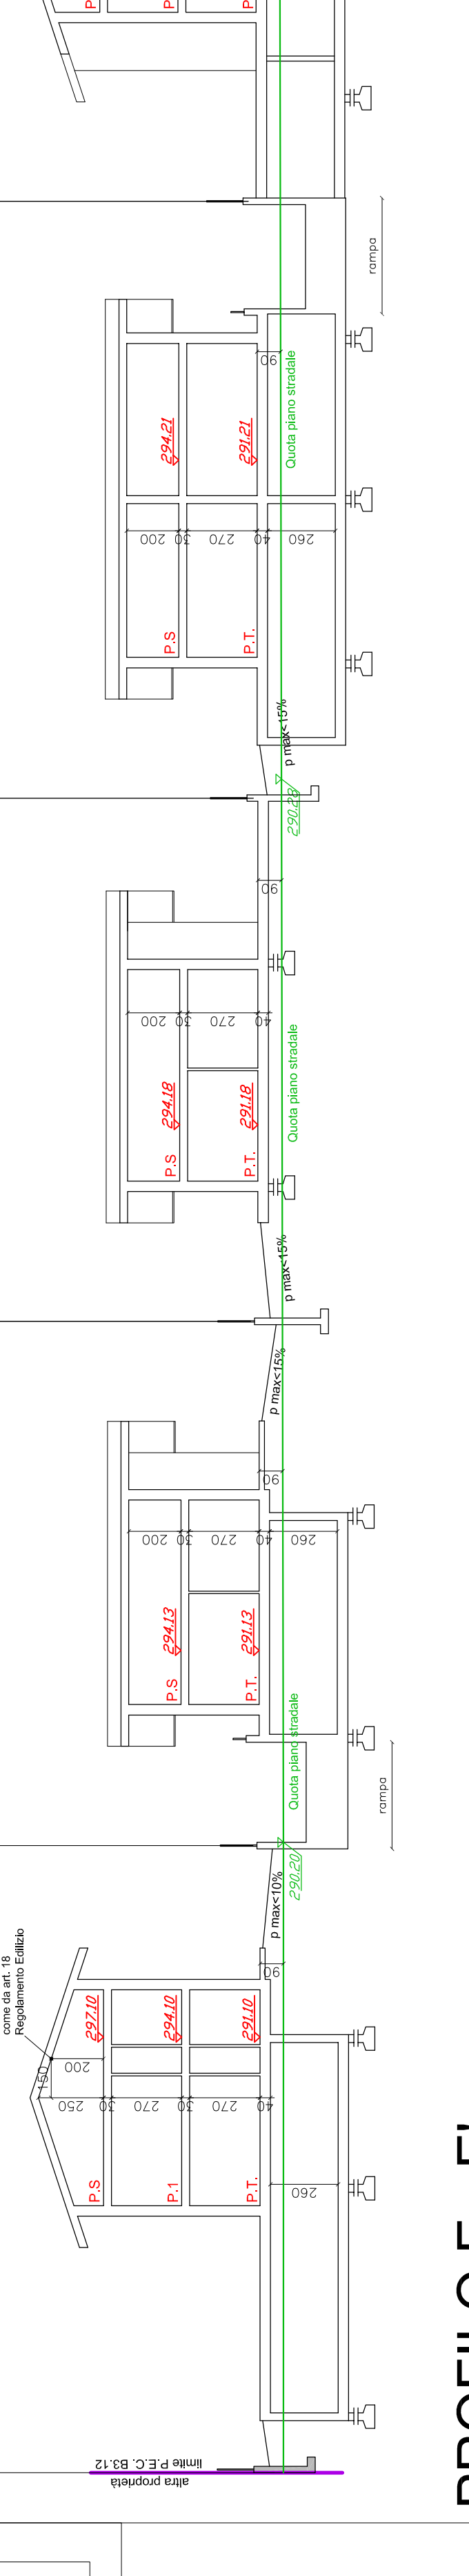 come da art. 18
Regolamento Edilizio
150
200
250
30
270
30
270
40
260
90
297.10
294.10
291.10
P.S
P.1
P.T.
altra proprietà
limite P.E.C. B3.12
p max<10%
290.20
Quota piano stradale
rampa
200
30
270
40
260
90
294.13
291.13
P.S
P.T.
p max<15%
p max<15%
200
30
270
40
90
294.18
291.18
P.S
P.T.
Quota piano stradale
p max<15%
200
30
270
40
260
90
294.21
291.21
P.S
P.T.
Quota piano stradale
rampa
P
P
P